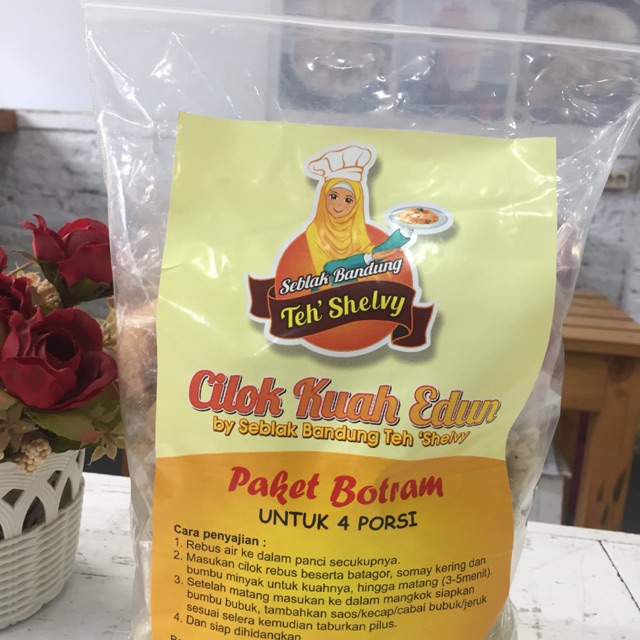 Seblak Bandung
Teh' Shelvy
Cilok Kuah Edun
by Seblak Bandung Teh 'Shelvy
Paket Botram
UNTUK 4 PORSI
Cara penyajian :
1. Rebus air ke dalam panci secukupnya.
2. Masukan cilok rebus beserta batagor, somay kering dan
bumbu minyak untuk kuahnya, hingga matang (3-5menit).
3. Setelah matang masukan ke dalam mangkok siapkan
bumbu bubuk, tambahkan saos/kecap/cabai bubuk/jeruk
sesuai selera kemudian taburkan pilus.
4. Dan siap dihidangkan